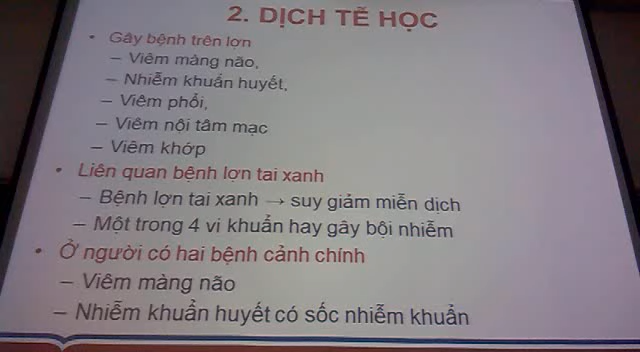 2. DỊCH TỄ HỌC
• Gây bệnh trên lợn
– Viêm màng não,
– Nhiễm khuẩn huyết,
– Viêm phổi,
– Viêm nội tâm mạc
– Viêm khớp
• Liên quan bệnh lợn tai xanh
– Bệnh lợn tai xanh → suy giảm miễn dịch
– Một trong 4 vi khuẩn hay gây bội nhiễm
• Ở người có hai bệnh cảnh chính
– Viêm màng não
– Nhiễm khuẩn huyết có sốc nhiễm khuẩn